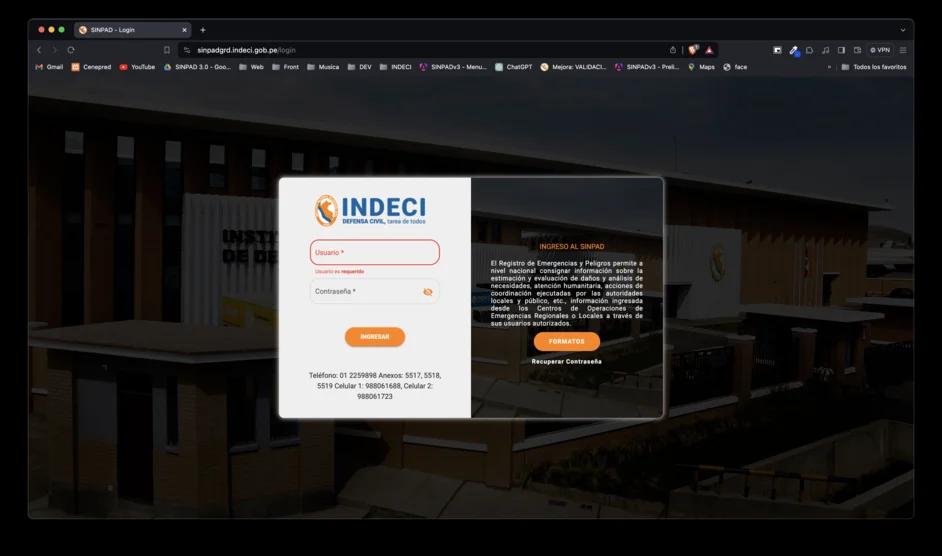 SINPAD - Login
sinpadgrd.indeci.gob.pe/login
VPN
Gmail
Cenepred
YouTube
SINPAD 3.0 - Goo...
Web
Front
Musica
DEV
INDECI
SINPADv3 - Menu...
ChatGPT
Mejora: VALIDACI...
SINPADv3 - Preli...
Maps
face
»
Todos los favoritos
INDECI
DEFENSA CIVIL, tarea de todos
Usuario *
Usuario es requerido
Contraseña *
INGRESAR
Teléfono: 01 2259898 Anexos: 5517, 5518,
5519 Celular 1: 988061688, Celular 2:
988061723
INGRESO AL SINPAD
El Registro de Emergencias y Peligros permite a
nivel nacional consignar información sobre la
estimación y evaluación de daños y análisis de
necesidades, atención humanitaria, acciones de
coordinación ejecutadas por las autoridades
locales y público, etc., información ingresada
desde los Centros de Operaciones de
Emergencias Regionales o Locales a través de
sus usuarios autorizados.
FORMATOS
Recuperar Contraseña
INSTI
DE DE